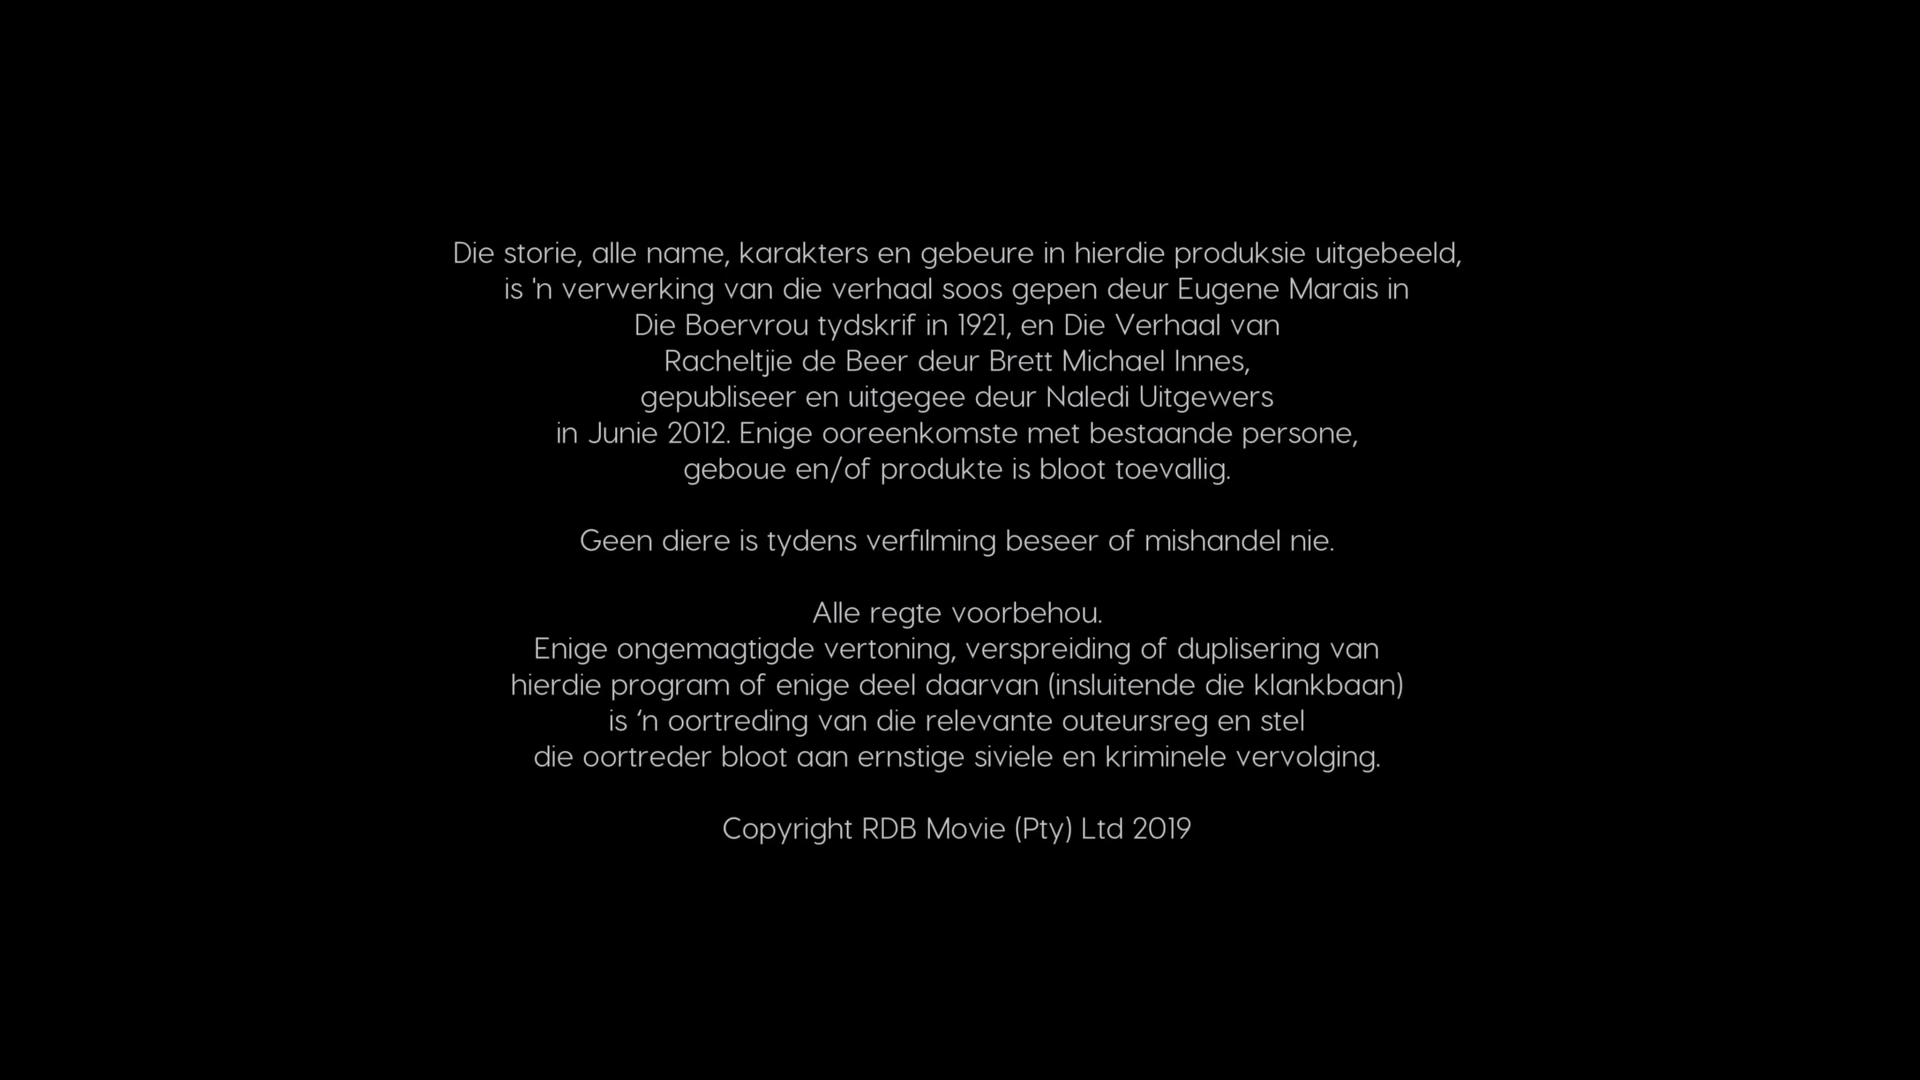 Die storie, alle name, karakters en gebeure in hierdie produksie uitgebeeld,
is 'n verwerking van die verhaal soos gepen deur Eugene Marais in
Die Boervrou tydskrif in 1921, en Die Verhaal van
Racheltjie de Beer deur Brett Michael Innes,
gepubliseer en uitgegee deur Naledi Uitgewers
in Junie 2012. Enige ooreenkomste met bestaande persone,
geboue en/of produkte is bloot toevallig.
Geen diere is tydens verfilming beseer of mishandel nie.
Alle regte voorbehou.
Enige ongemagtigde vertoning, verspreiding of duplisering van
hierdie program of enige deel daarvan (insluitende die klankbaan)
is ‘n oortreding van die relevante outeursreg en stel
die oortreder bloot aan ernstige siviele en kriminele vervolging.
Copyright RDB Movie (Pty) Ltd 2019